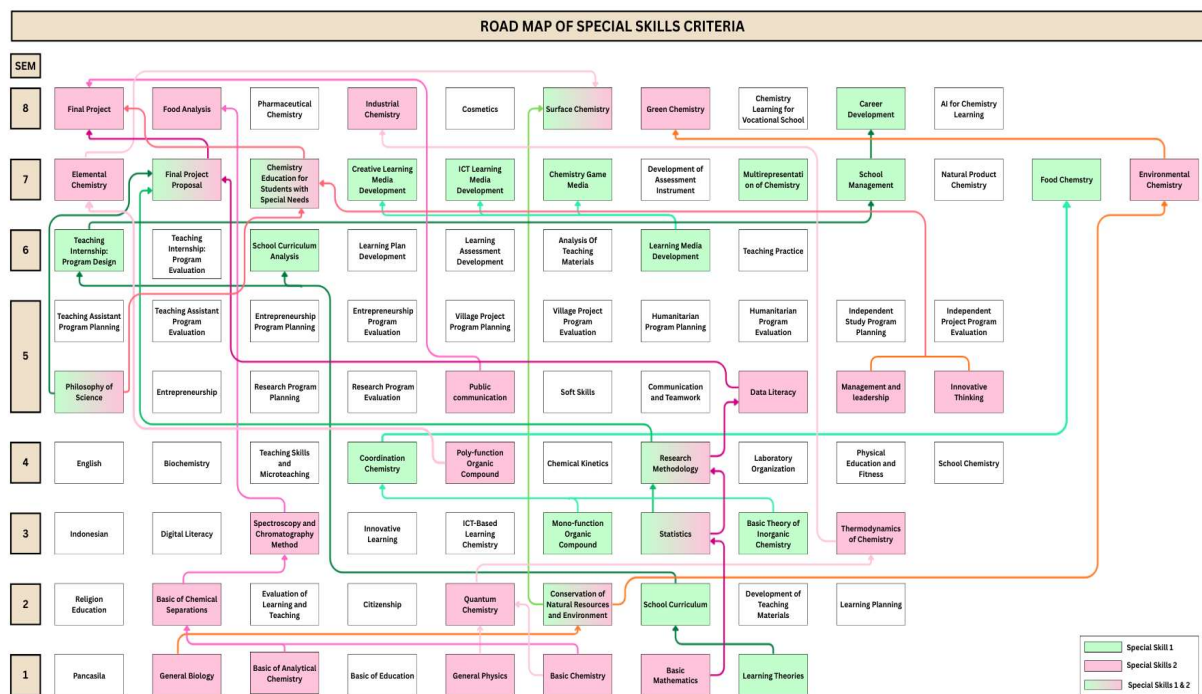 ROAD MAP OF SPECIAL SKILLS CRITERIA
SEM
8
Final Project
Food Analysis
Pharmaceutical
Chemistry
Industrial
Chemistry
Cosmetics
Surface Chemistry
Green Chemistry
Chemistry
Learning for
Vocational School
Career
Development
AI for Chemistry
Learning
7
Elemental
Chemistry
Final Project
Proposal
Chemistry
Education for
Students with
Special Needs
Creative Learning
Media
Development
ICT Learning
Media
Development
Chemistry Game
Media
Development of
Assessment
Instrument
Multirepresentati
on of Chemistry
School
Management
Natural Product
Chemistry
Food Chemstry
Environmental
Chemistry
6
Teaching
Internship:
Program Design
Teaching
Internship:
Program
Evaluation
School Curriculum
Analysis
Learning Plan
Development
Learning
Assessment
Development
Analysis Of
Teaching
Materials
Learning Media
Development
Teaching Practice
5
Teaching Assistant
Program Planning
Teaching Assistant
Program
Evaluation
Entrepreneurship
Program Planning
Entrepreneurship
Program
Evaluation
Village Project
Program Planning
Village Project
Program
Evaluation
Humanitarian
Program Planning
Humanitarian
Program
Evaluation
Independent
Study Program
Planning
Independent
Project Program
Evaluation
Philosophy of
Science
Entrepreneurship
Research Program
Planning
Research Program
Evaluation
Public
communication
Soft Skills
Communication
and Teamwork
Data Literacy
Management and
leadership
Innovative
Thinking
4
English
Biochemistry
Teaching Skills
and
Microteaching
Coordination
Chemistry
Poly-function
Organic
Compound
Chemical Kinetics
Research
Methodology
Laboratory
Organization
Physical
Education and
Fitness
School Chemistry
3
Indonesian
Digital Literacy
Spectroscopy and
Chromatography
Method
Innovative
Learning
ICT-Based
Learning
Chemistry
Mono-function
Organic
Compound
Statistics
Basic Theory of
Inorganic
Chemistry
Thermodynamics
of Chemistry
2
Religion
Education
Basic of Chemical
Separations
Evaluation of
Learning and
Teaching
Citizenship
Quantum
Chemistry
Conservation of
Natural Resources
and Environment
School Curriculum
Development of
Teaching
Materials
Learning Planning
1
Pancasila
General Biology
Basic of Analytical
Chemistry
Basic of Education
General Physics
Basic Chemistry
Basic
Mathematics
Learning Theories
Special Skill 1
Special Skills 2
Special Skills 1 & 2